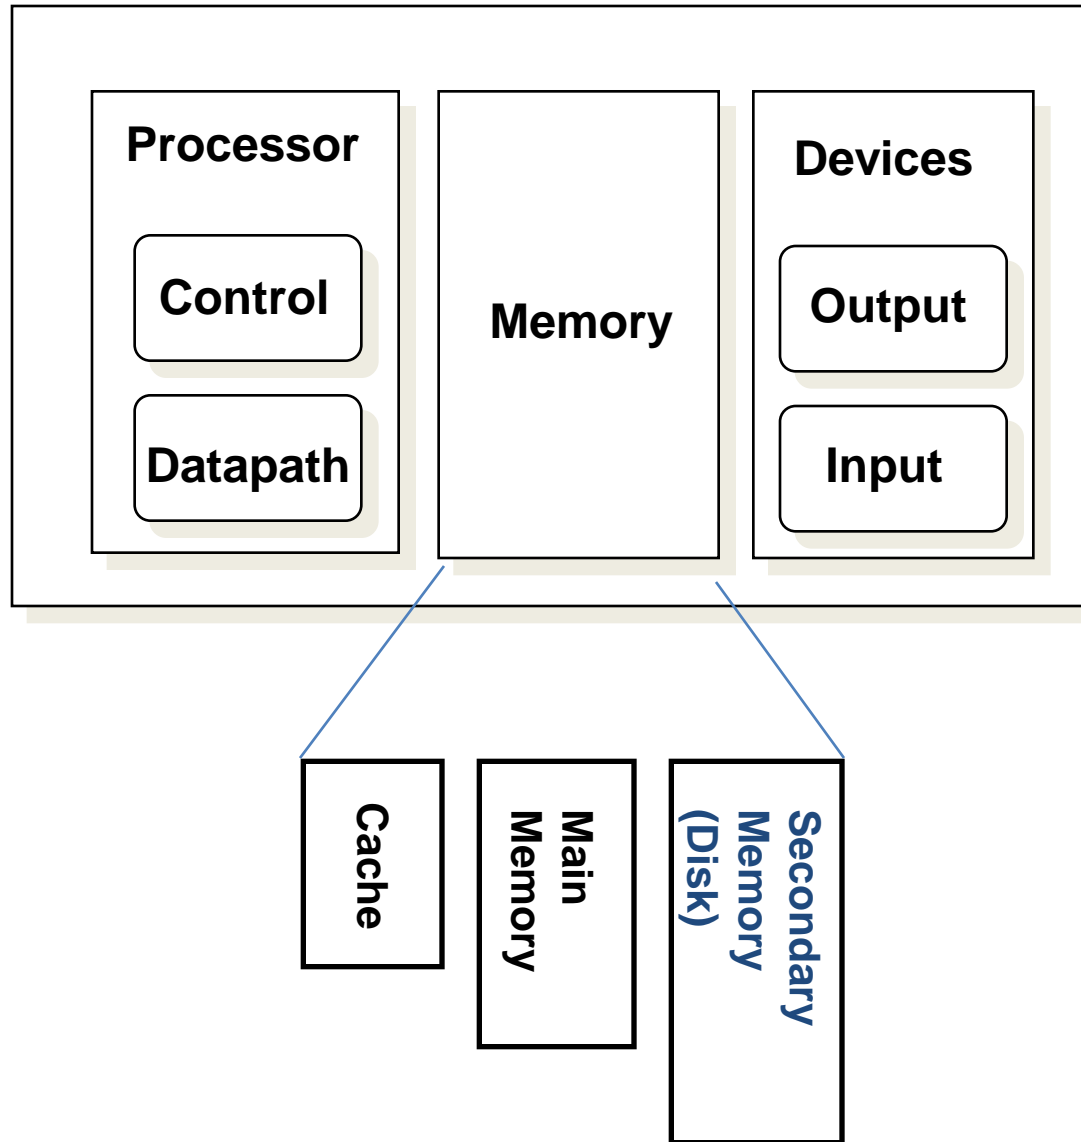 Processor
Control
Datapath
Memory
Devices
Output
Input
Cache
Main
Memory
Secondary
Memory
(Disk)